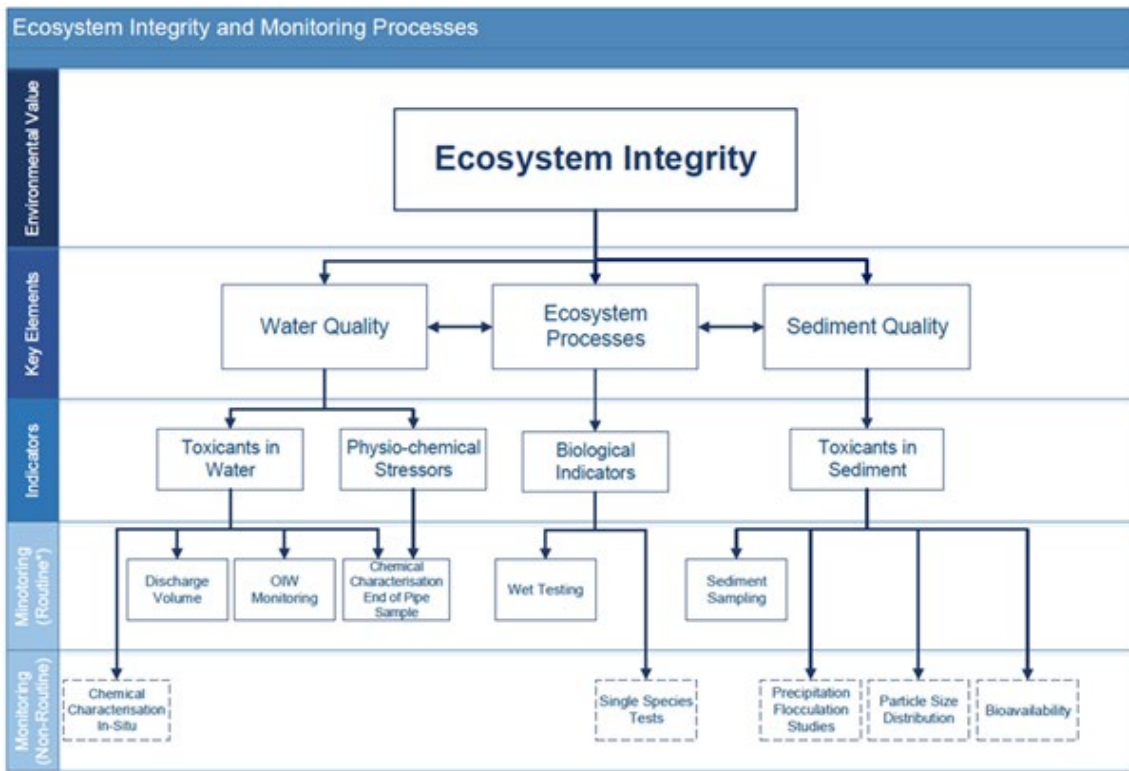 Ecosystem Integrity and Monitoring Processes
Environmental Value
Ecosystem Integrity
Key Elements
Water Quality
Ecosystem
Processes
Sediment Quality
Indicators
Toxicants in
Water
Physio-chemical
Stressors
Biological
Indicators
Toxicants in
Sediment
Minotoring
(Routine*)
Discharge
Volume
OIW
Monitoring
Chemical
Characterisation
End of Pipe
Sample
Wet Testing
Sediment
Sampling
Monitoring
(Non-Routine)
Chemical
Characterisation
In-Situ
Single Species
Tests
Precipitation
Flocculation
Studies
Particle Size
Distribution
Bioavailability